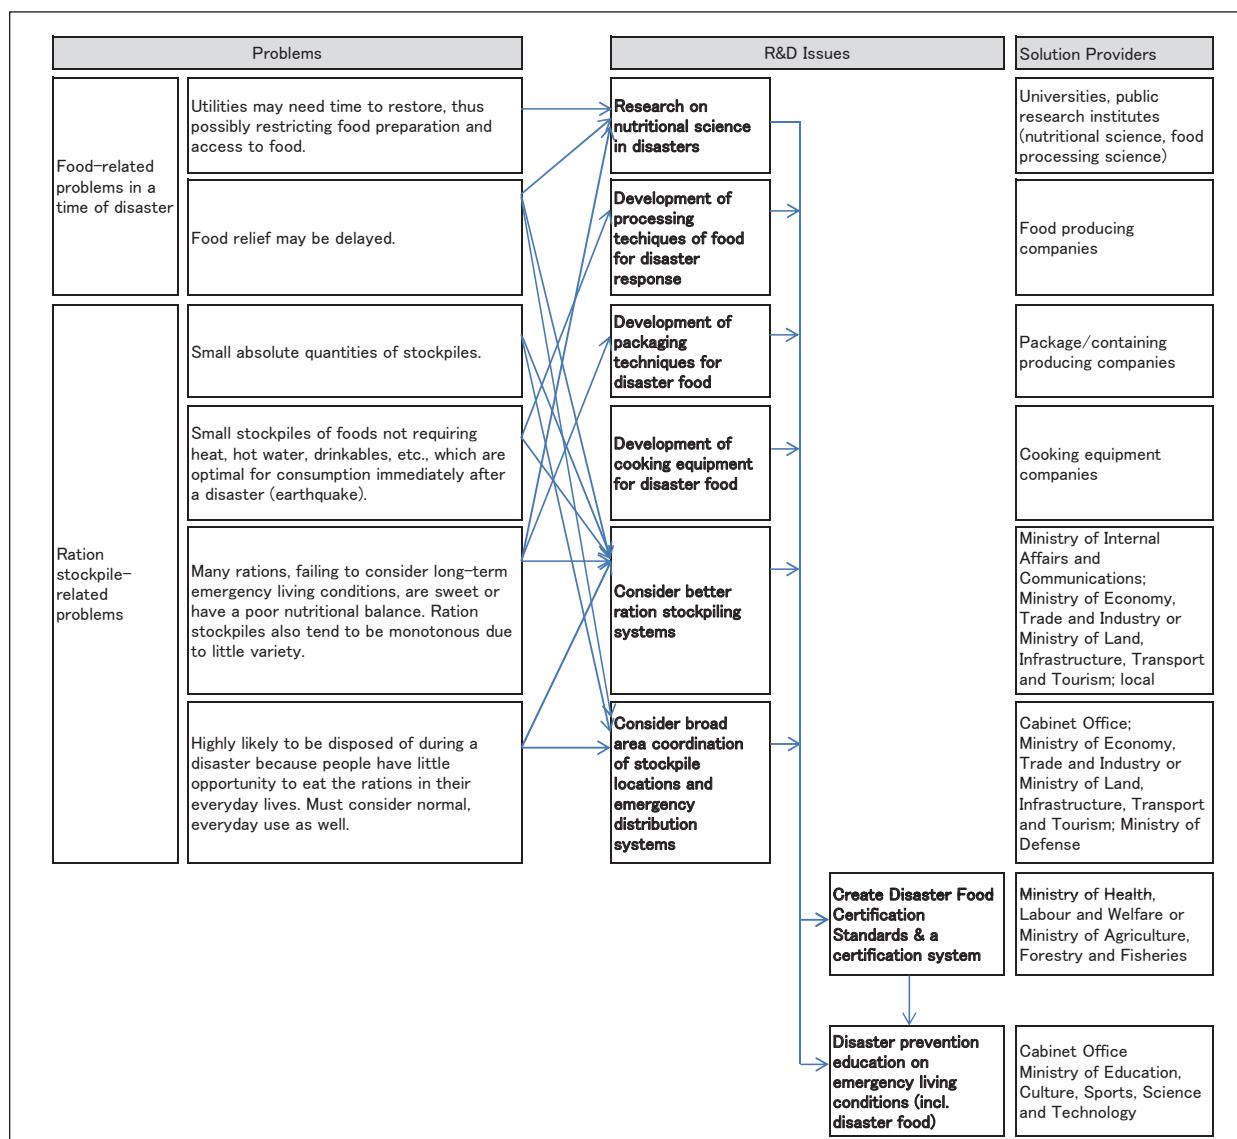 Problems
R&D Issues
Solution Providers
Food-related
problems in a
time of disaster
Utilities may need time to restore, thus
possibly restricting food preparation and
access to food.
Food relief may be delayed.
Ration
stockpile-
related
problems
Small absolute quantities of stockpiles.
Small stockpiles of foods not requiring
heat, hot water, drinkables, etc., which are
optimal for consumption immediately after
a disaster (earthquake).
Many rations, failing to consider long-term
emergency living conditions, are sweet or
have a poor nutritional balance. Ration
stockpiles also tend to be monotonous due
to little variety.
Highly likely to be disposed of during a
disaster because people have little
opportunity to eat the rations in their
everyday lives. Must consider normal,
everyday use as well.
Research on
nutritional science
in disasters
Development of
processing
techiques of food
for disaster
response
Development of
packaging
techniques for
disaster food
Development of
cooking equipment
for disaster food
Consider better
ration stockpiling
systems
Consider broad
area coordination
of stockpile
locations and
emergency
distribution
systems
Create Disaster Food
Certification
Standards & a
certification system
Disaster prevention
education on
emergency living
conditions (incl.
disaster food)
Universities, public
research institutes
(nutritional science, food
processing science)
Food producing
companies
Package/containing
producing companies
Cooking equipment
companies
Ministry of Internal
Affairs and
Communications;
Ministry of Economy,
Trade and Industry or
Ministry of Land,
Infrastructure, Transport
and Tourism; local
Cabinet Office;
Ministry of Economy,
Trade and Industry or
Ministry of Land,
Infrastructure, Transport
and Tourism; Ministry of
Defense
Ministry of Health,
Labour and Welfare or
Ministry of Agriculture,
Forestry and Fisheries
Cabinet Office
Ministry of Education,
Culture, Sports, Science
and Technology